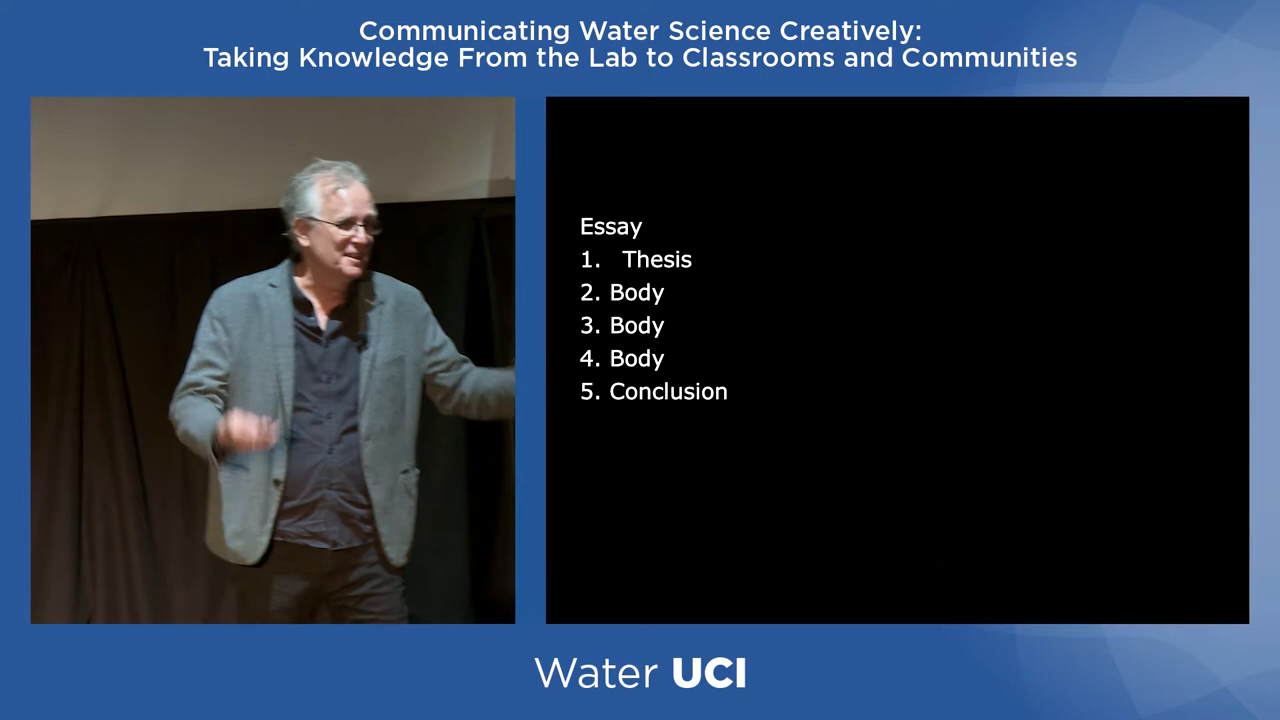 Communicating Water Science Creatively:
Taking Knowledge From the Lab to Classrooms and Communities
Essay
1. Thesis
2. Body
3. Body
4. Body
5. Conclusion
Water UCI